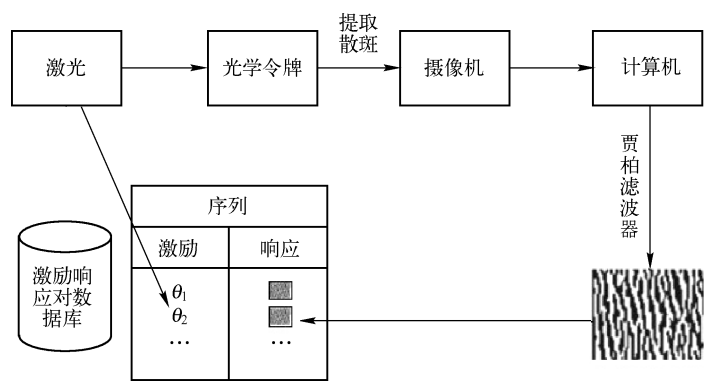 激光
光学令牌
提取
散斑
摄像机
计算机
贾柏滤波器
序列
激励
响应
θ1
θ2
…
…
激励响
应对数
据库